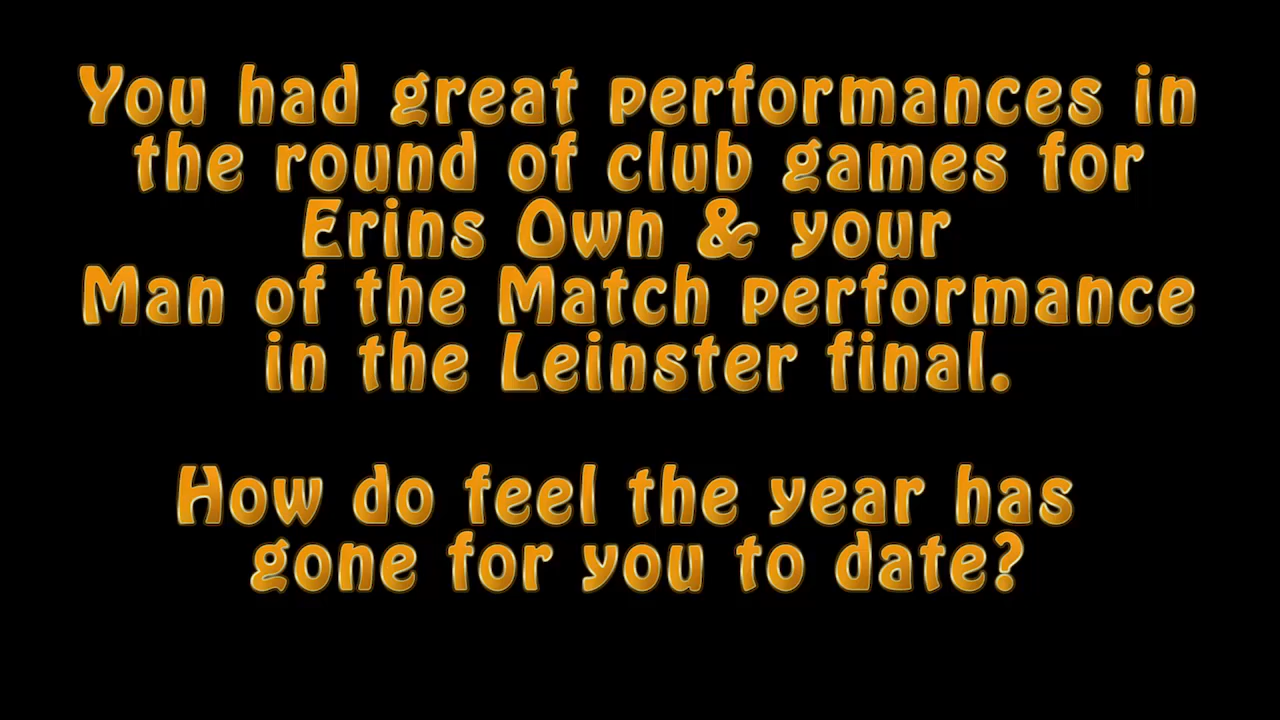 You had great performances in
the round of club games for
Erins Own & your
Man of the Match performance
in the Leinster final.
How do feel the year has
gone for you to date?